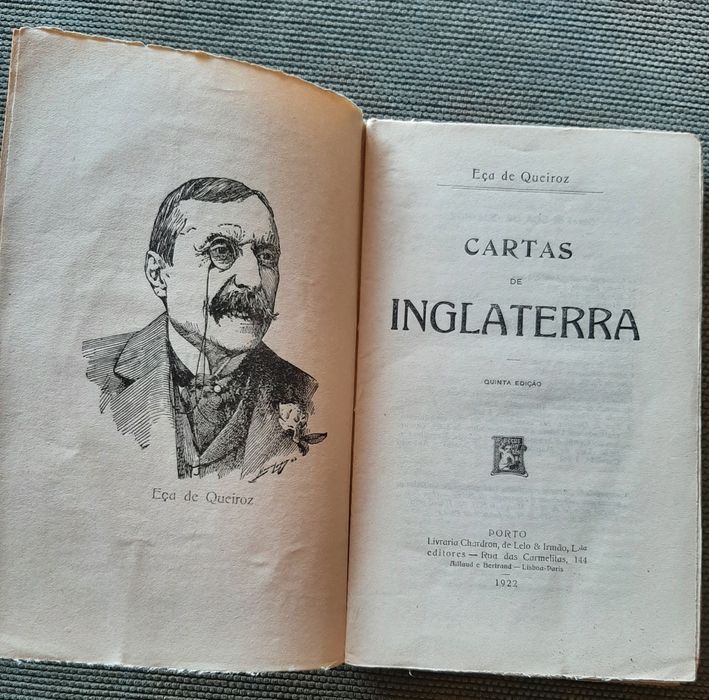 Eça de Queiroz
Eça de Queiroz
CARTAS
DE
INGLATERRA
QUINTA EDIÇÃO
PORTO
Livraria Chardron, de Lelo & Irmão, L.da
editores — Rua das Carmelitas, 144
Aillaud e Bertrand — Lisboa-Paris
1922